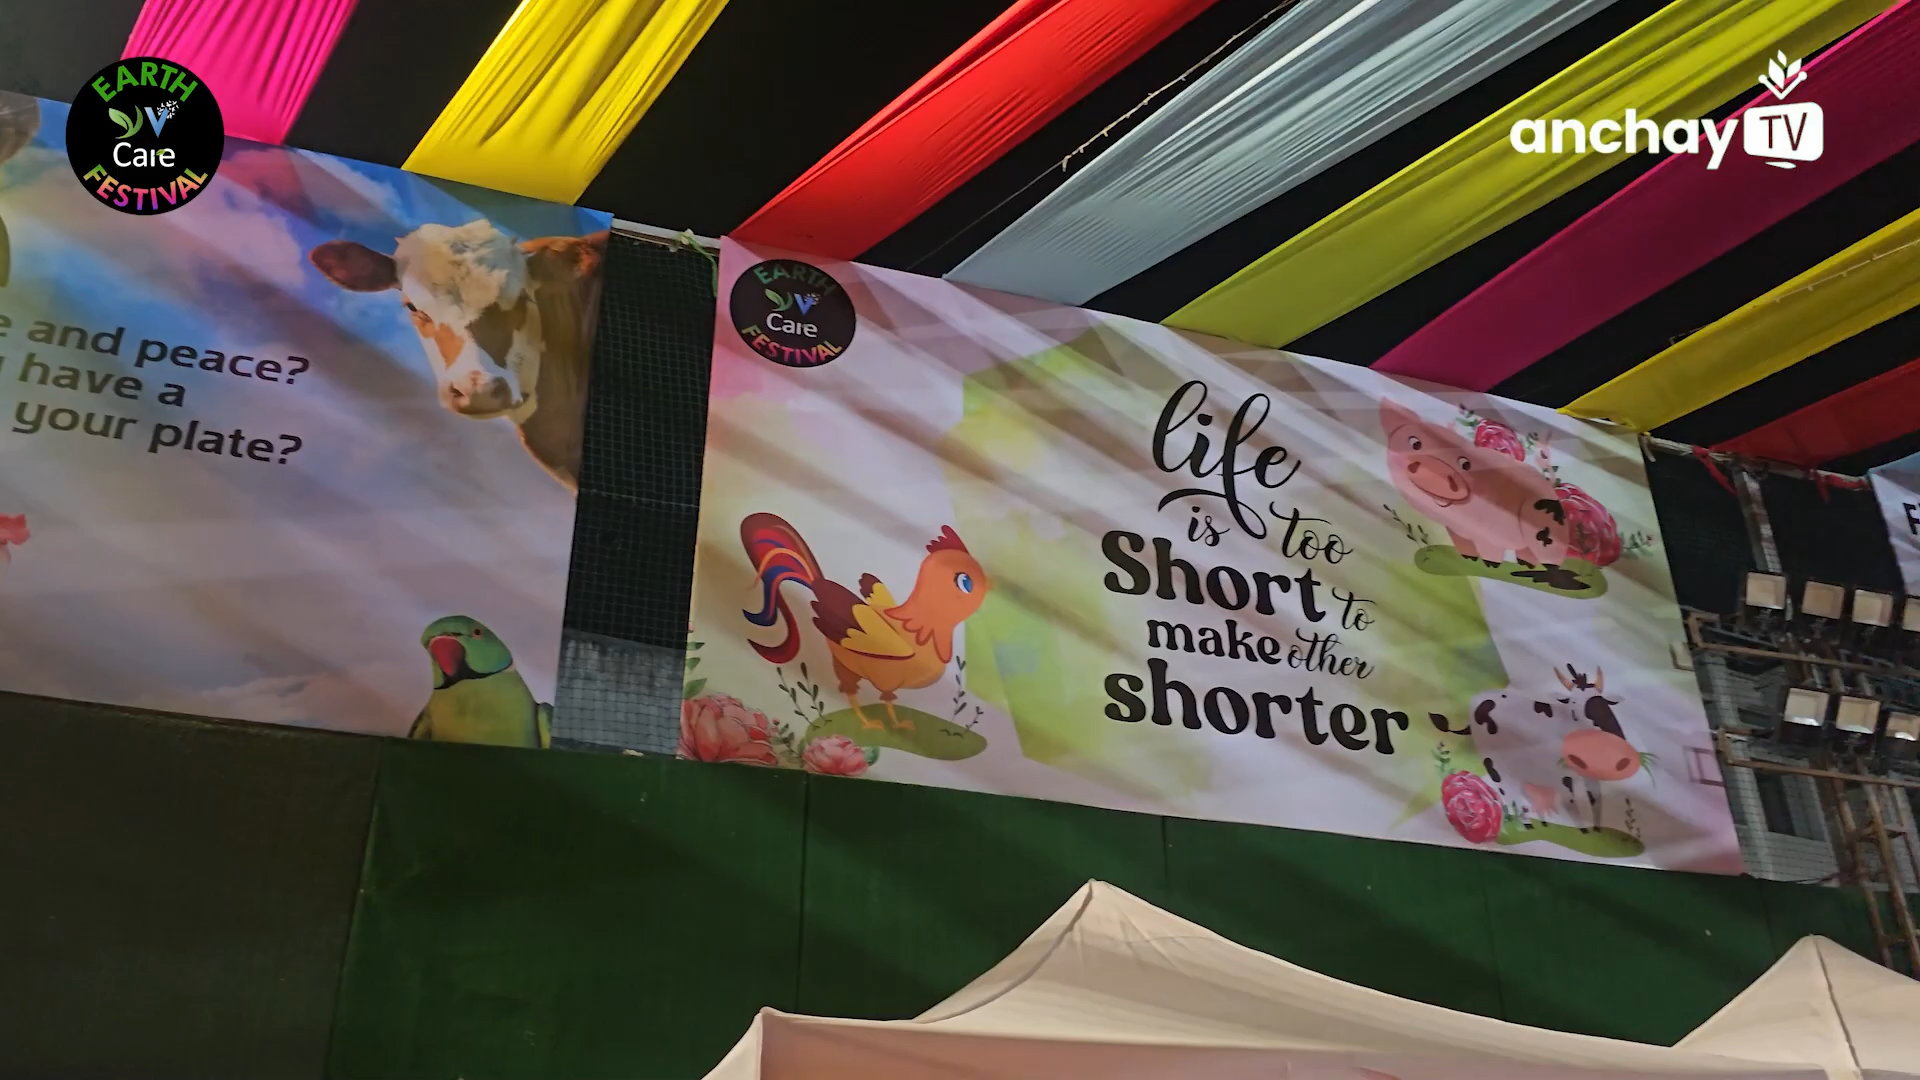 EARTH
V
Care
FESTIVAL
anchay TV
and peace?
have a
your plate?
EARTH
V
Care
FESTIVAL
life
is too
Short to
make other
shorter